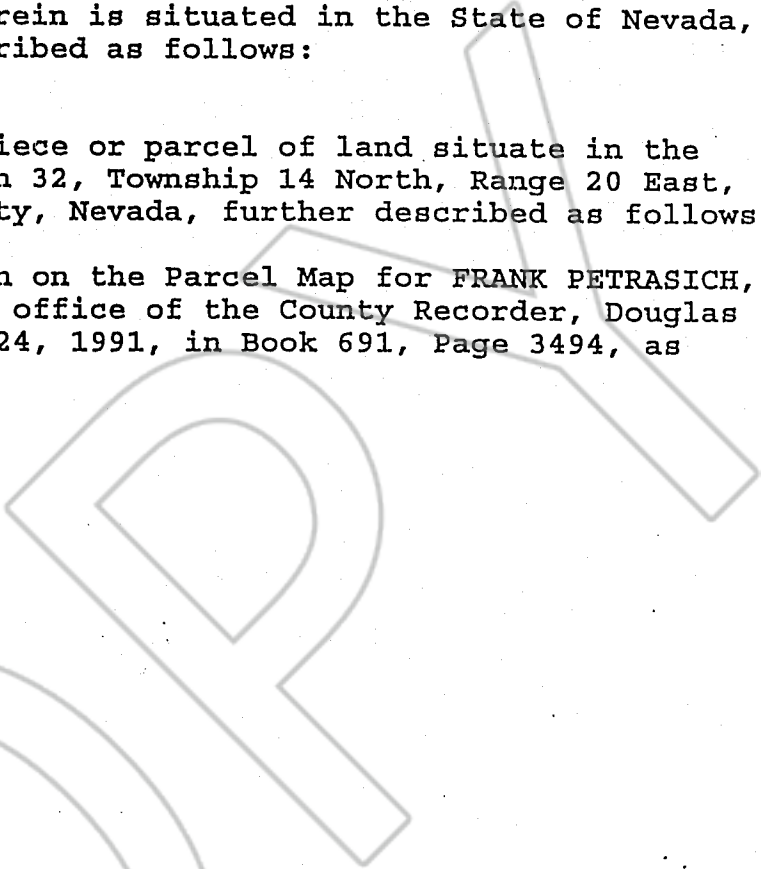 rein is situated in the State of Nevada,
ribed as follows:
iece or parcel of land situate in the
n 32, Township 14 North, Range 20 East,
ty, Nevada, further described as follows
n on the Parcel Map for FRANK PETRASICH,
office of the County Recorder, Douglas
24, 1991, in Book 691, Page 3494, as
OPY